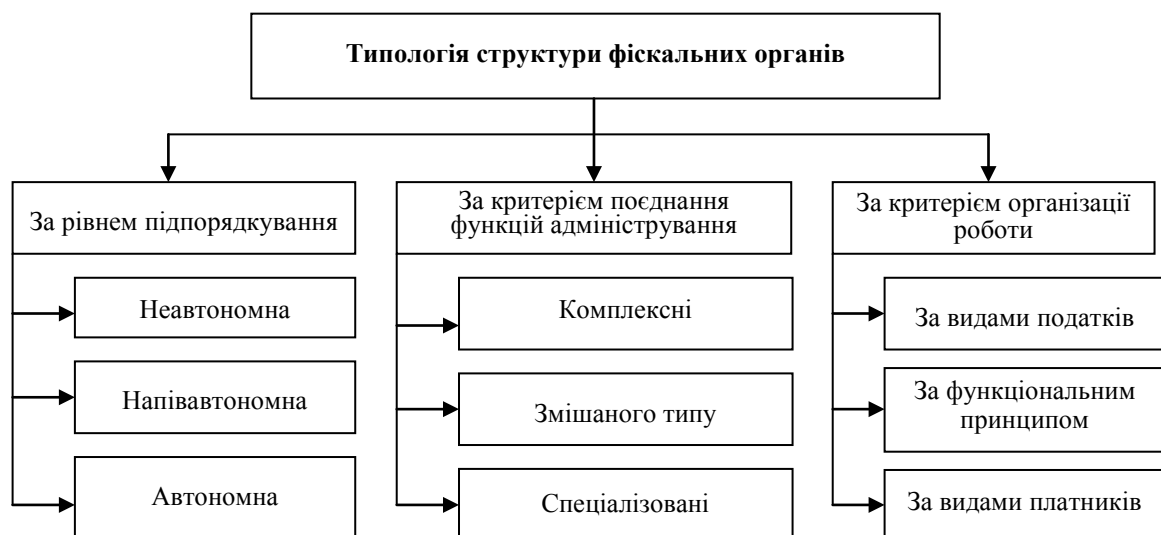 Типологія структури фіскальних органів
За рівнем підпорядкування
Неавтономна
Напівавтономна
Автономна
За критерієм поєднання
функцій адміністрування
Комплексні
Змішаного типу
Спеціалізовані
За критерієм організації
роботи
За видами податків
За функціональним
принципом
За видами платників